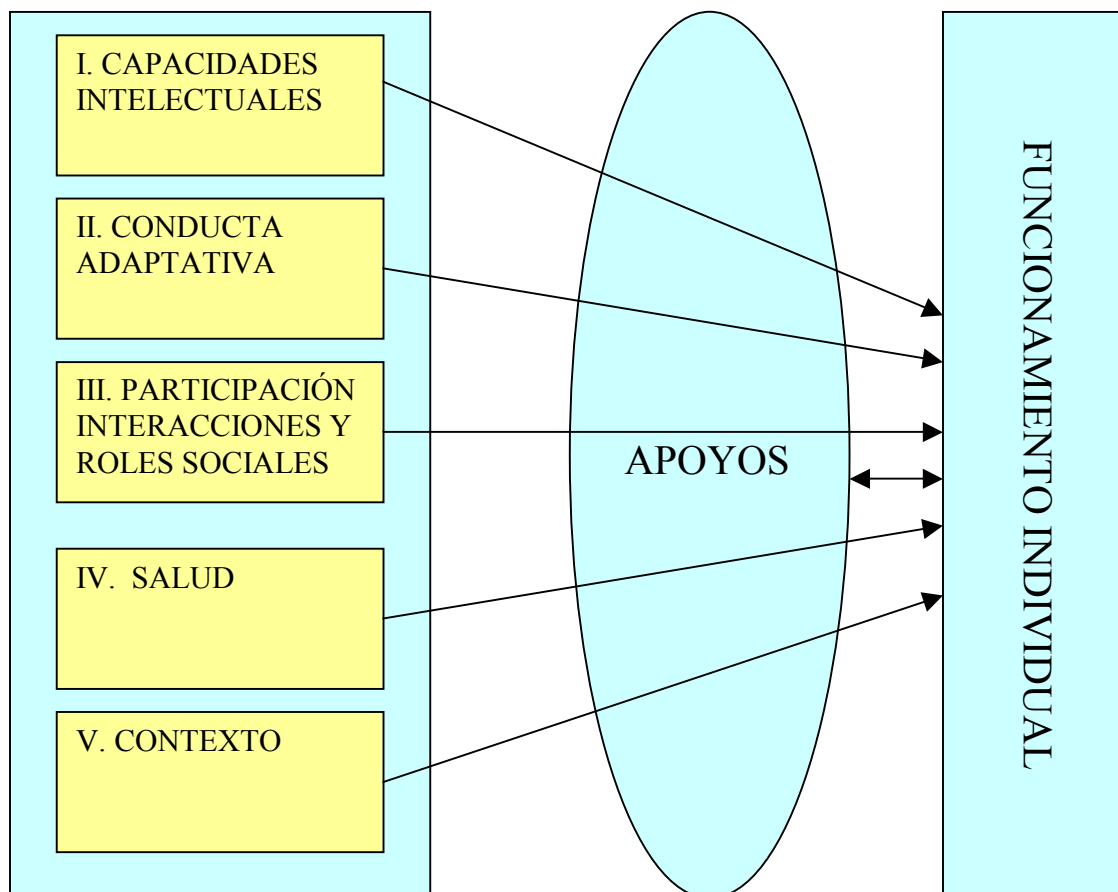 I. CAPACIDADES
INTELECTUALES
II. CONDUCTA
ADAPTATIVA
III. PARTICIPACIÓN
INTERACCIONES Y
ROLES SOCIALES
IV. SALUD
V. CONTEXTO
APOYOS
FUNCIONAMIENTO INDIVIDUAL